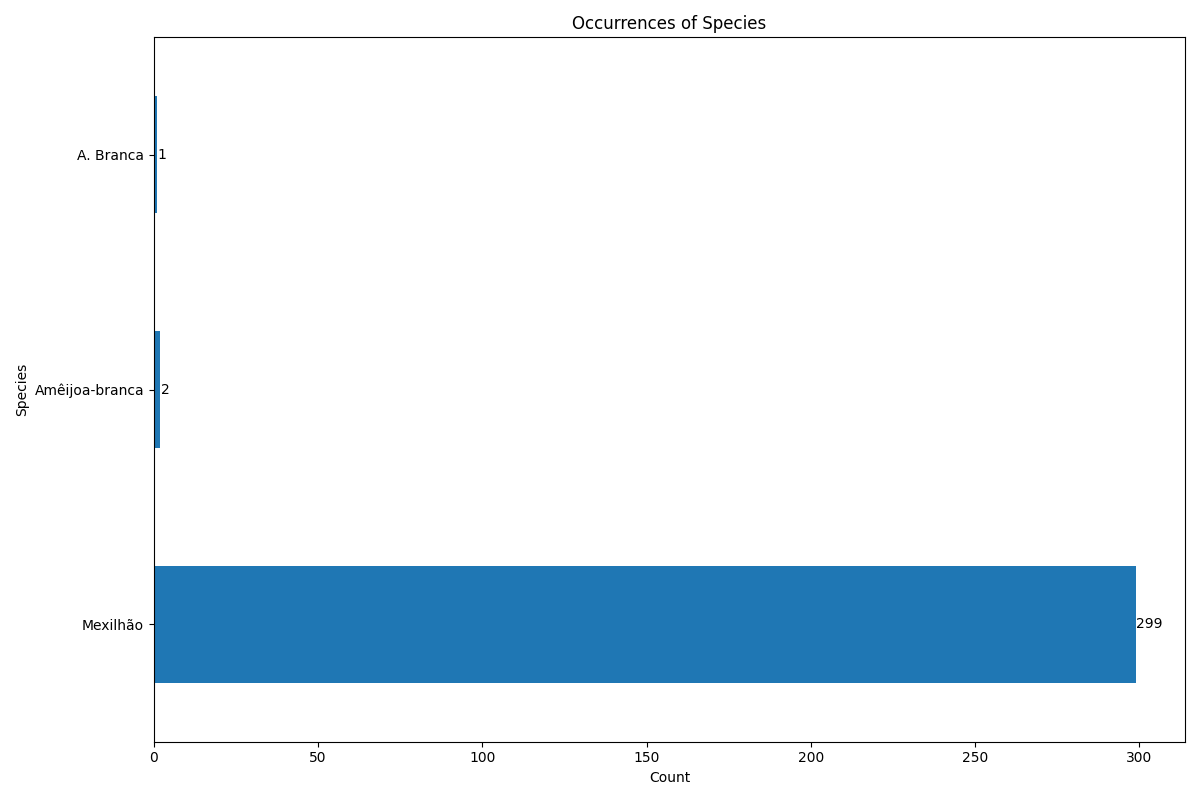 Occurrences of Species
A. Branca
1
Amêijoa-branca
2
Mexilhão
299
Species
0 50 100 150 200 250 300
Count